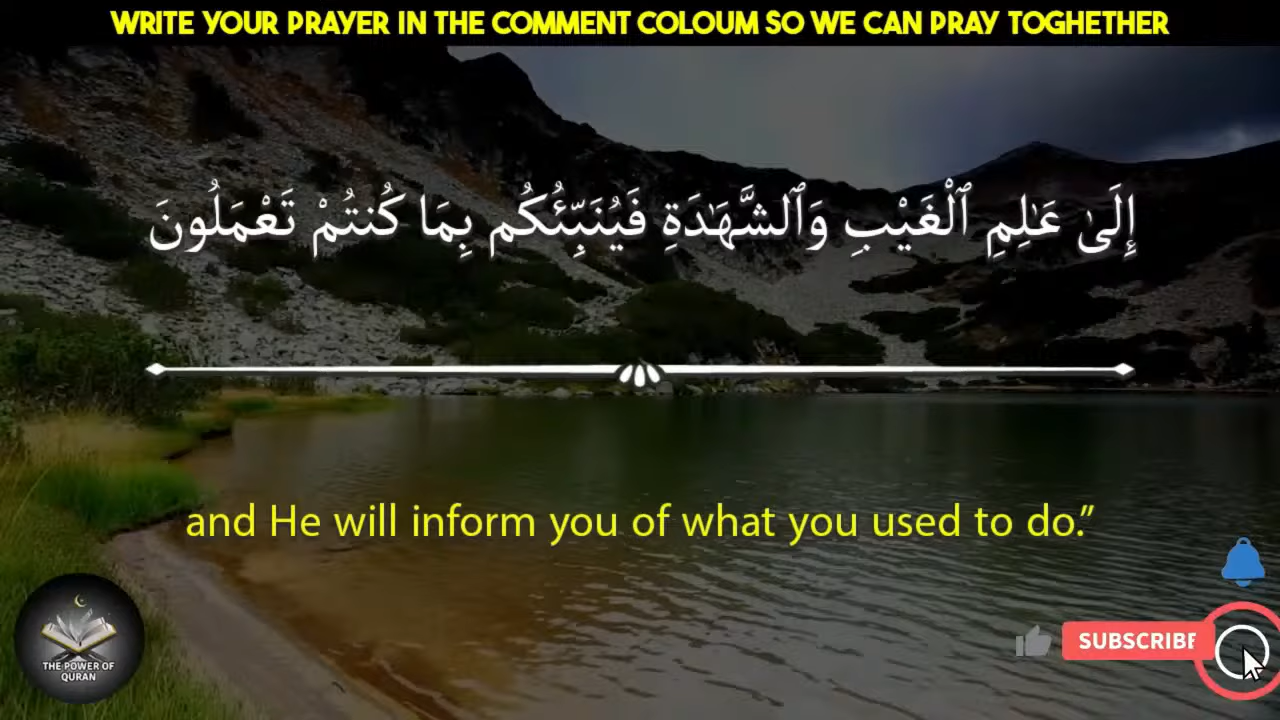 WRITE YOUR PRAYER IN THE COMMENT COLOUM SO WE CAN PRAY TOGHETHER
إِلَىٰ عَـٰلِمِ ٱلْغَيْبِ وَٱلشَّهَـٰدَةِ فَيُنَبِّئُكُم بِمَا كُنتُمْ تَعْمَلُونَ
and He will inform you of what you used to do.”
THE POWER OF
QURAN
SUBSCRIBE